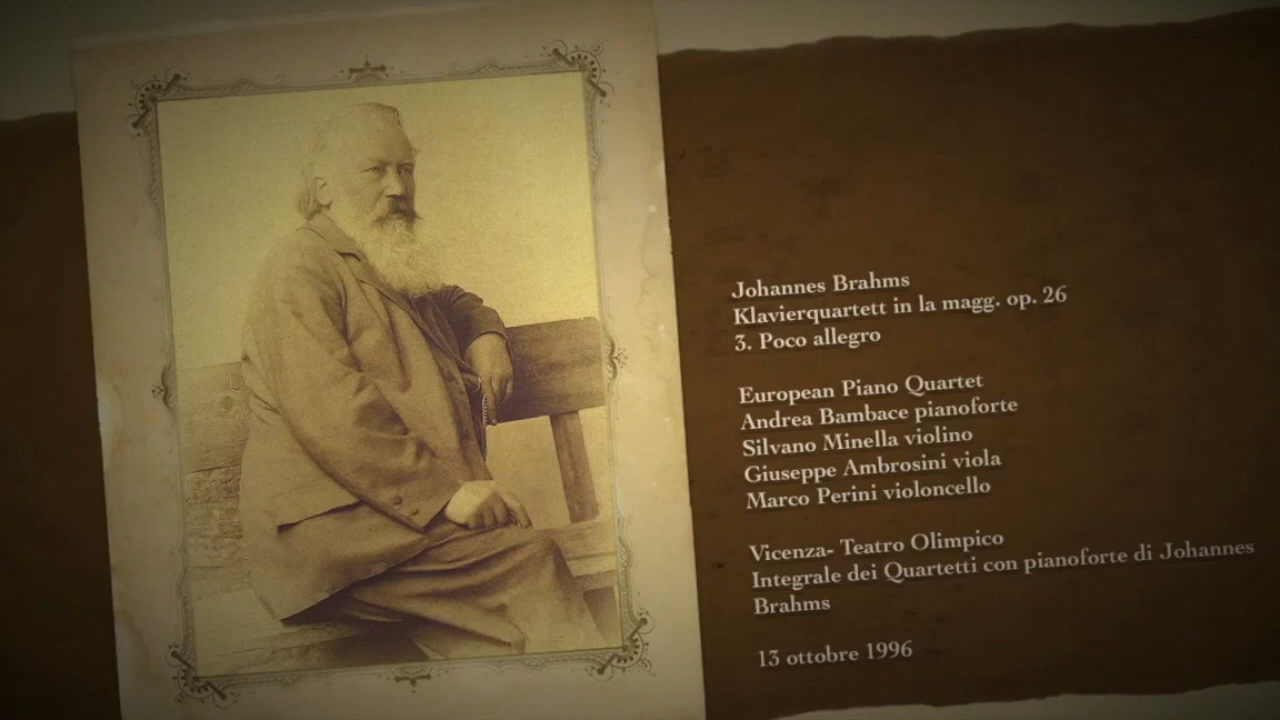 Johannes Brahms
Klavierquartett in la magg. op. 26
3. Poco allegro
European Piano Quartet
Andrea Bambace pianoforte
Silvano Minella violino
Giuseppe Ambrosini viola
Marco Perini violoncello
Vicenza- Teatro Olimpico
Integrale dei Quartetti con pianoforte di Johannes
Brahms
13 ottobre 1996